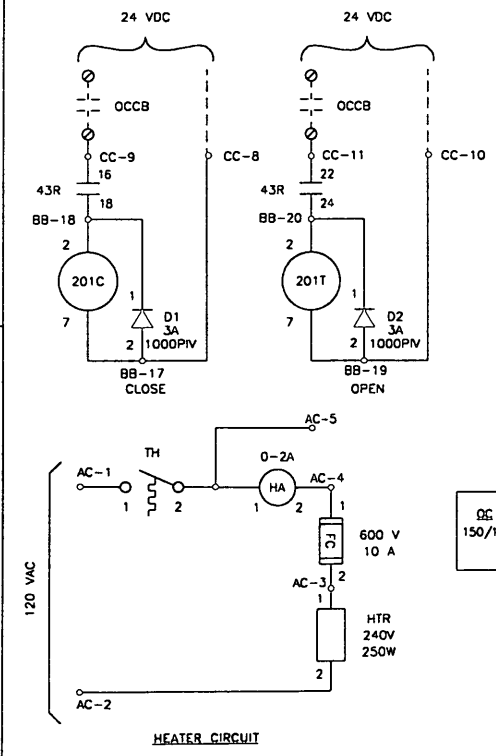 24 VDC
24 VDC
OCCB
OCCB
CC-9
CC-8
CC-11
CC-10
16
22
43R
43R
18
24
BB-18
BB-20
2
2
201C
1
D1
3A
1000PIV
201T
1
D2
3A
1000PIV
7
2
7
2
BB-17
BB-19
CLOSE
OPEN
AC-5
TH
0-2A
AC-1
AC-4
HA
1
2
1
2
1
FC
600 V
10 A
2
AC-3
1
HTR
240V
250W
2
120 VAC
AC-2
HEATER CIRCUIT
OC
150/1